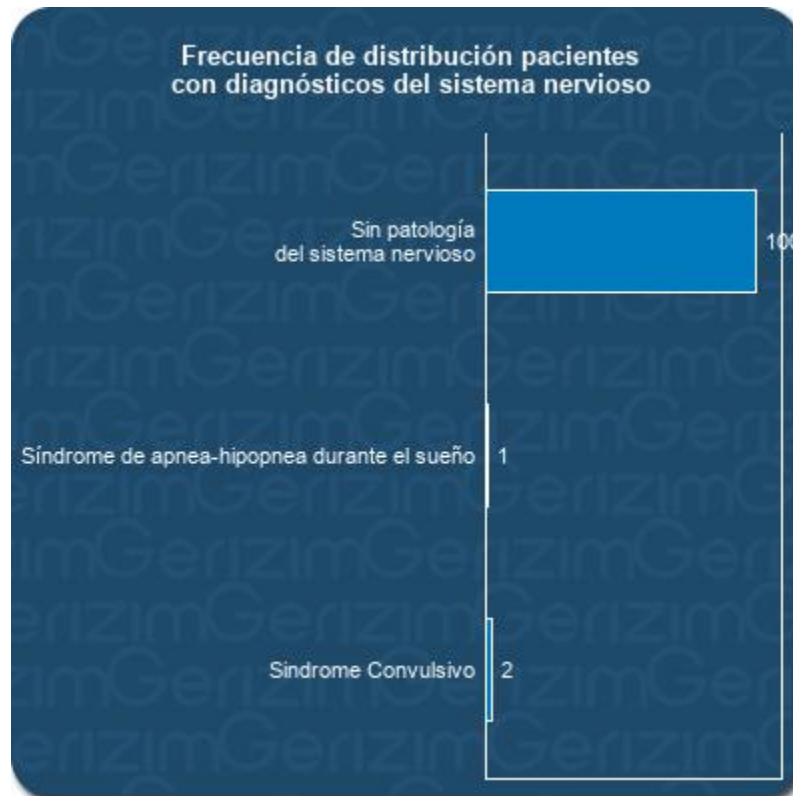 Frecuencia de distribución pacientes
con diagnósticos del sistema nervioso
Sin patología
del sistema nervioso
100
Síndrome de apnea-hipopnea durante el sueño
1
Sindrome Convulsivo
2